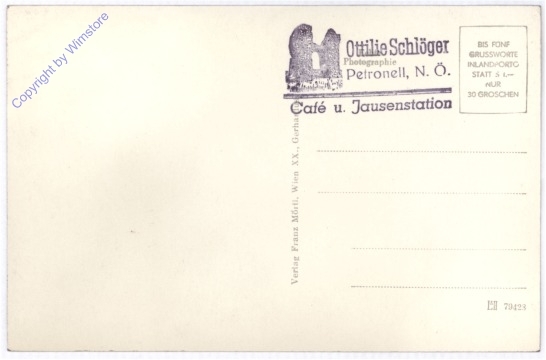 Copyright by Wimstore
Ottilie Schlöger
Photographie
Petronell, N. Ö.
Café u. Jausenstation
BIS FÜNF
GRUSSWORTE
INLANDPORTO
STATT S 1.—
NUR
30 GROSCHEN
Verlag Franz Mörtl, Wien XX.,
79423